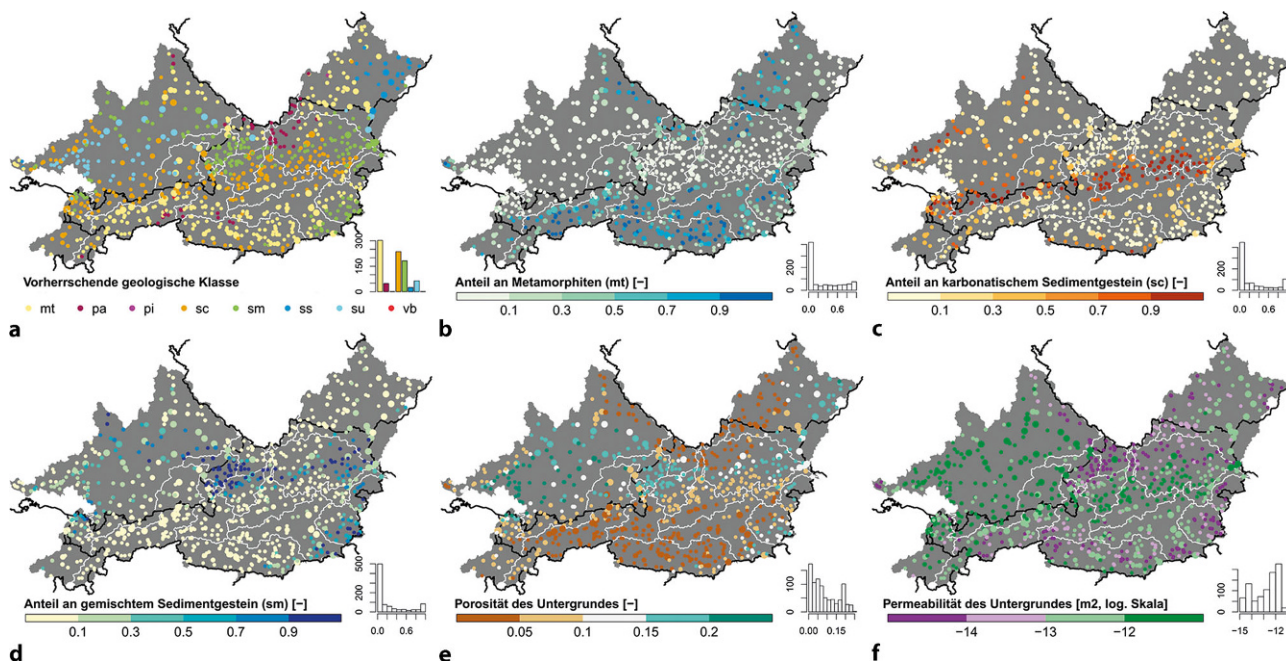 0 150 300
Vorherrschende geologische Klasse
mt pa pi sc sm ss su vb
a
0 200
Anteil an Metamorphiten (mt) [–]
0.1 0.3 0.5 0.7 0.9
0.0 0.6
b
0 200
Anteil an karbonatischem Sedimentgestein (sc) [–]
0.1 0.3 0.5 0.7 0.9
0.0 0.6
c
0 200 500
Anteil an gemischtem Sedimentgestein (sm) [–]
0.1 0.3 0.5 0.7 0.9
0.0 0.6
d
0 100
Porosität des Untergrundes [–]
0.05 0.1 0.15 0.2
0.00 0.15
e
0 100
Permeabilität des Untergrundes [m2, log. Skala]
−14 −13 −12
−15 −12
f